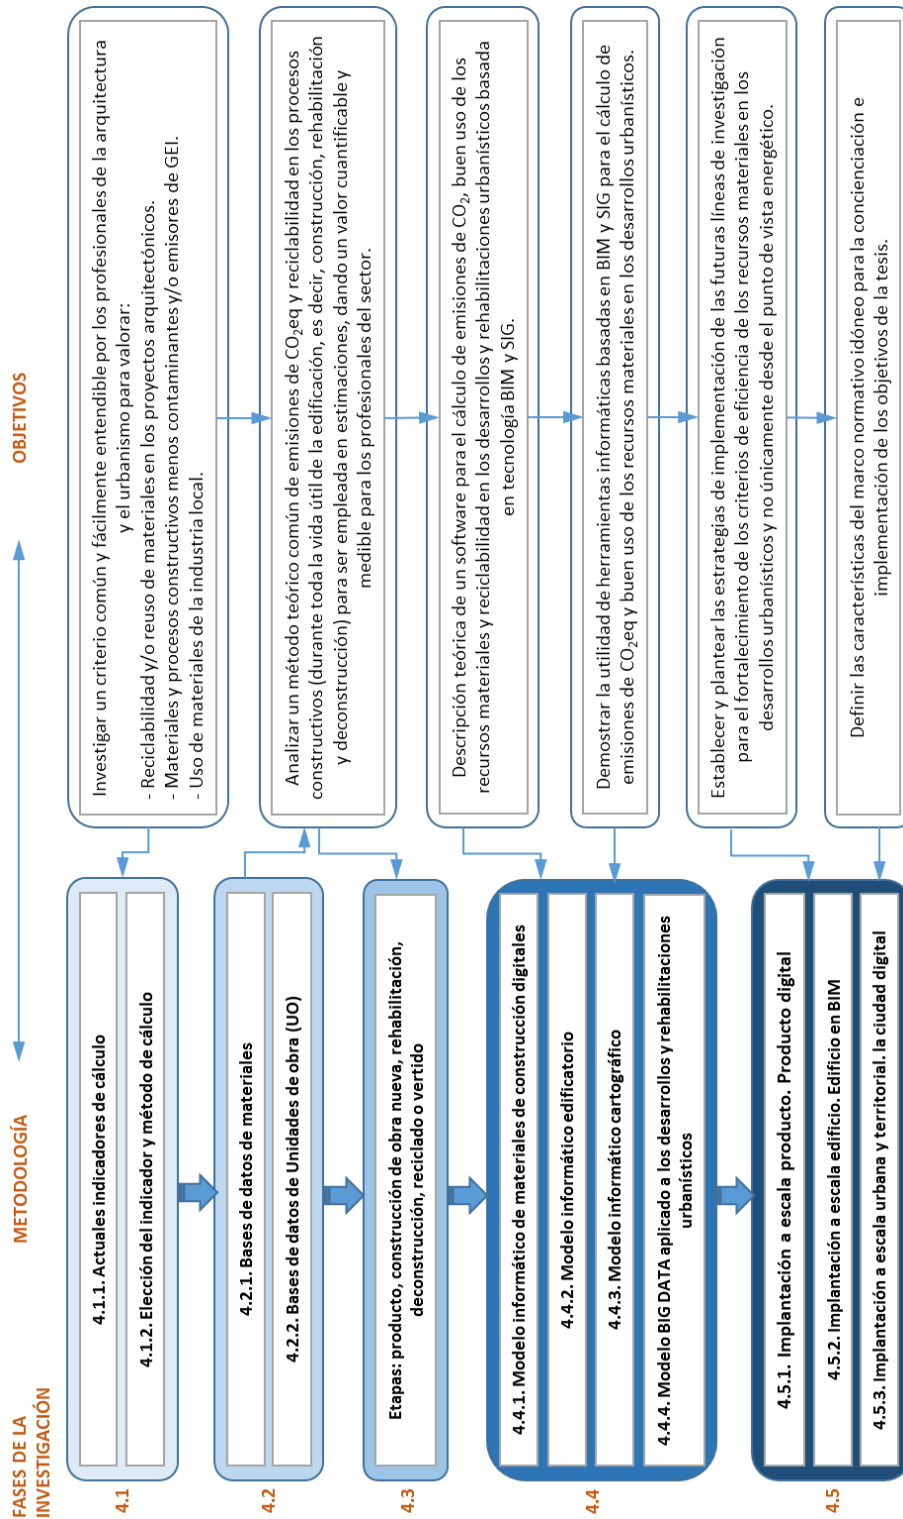 FASES DE LA
INVESTIGACIÓN
METODOLOGÍA
OBJETIVOS
4.1
4.1.1. Actuales indicadores de cálculo
4.1.2. Elección del indicador y método de cálculo
Investigar un criterio común y fácilmente entendible por los profesionales de la arquitectura
y el urbanismo para valorar:
- Reciclabilidad y/o reuso de materiales en los proyectos arquitectónicos.
- Materiales y procesos constructivos menos contaminantes y/o emisores de GEI.
- Uso de materiales de la industria local.
4.2
4.2.1. Bases de datos de materiales
4.2.2. Bases de datos de Unidades de obra (UO)
Analizar un método teórico común de emisiones de CO₂eq y reciclabilidad en los procesos
constructivos (durante toda la vida útil de la edificación, es decir, construcción, rehabilitación
y deconstrucción) para ser empleada en estimaciones, dando un valor cuantificable y
medible para los profesionales del sector.
4.3
Etapas: producto, construcción de obra nueva, rehabilitación,
deconstrucción, reciclado o vertido
Descripción teórica de un software para el cálculo de emisiones de CO₂, buen uso de los
recursos materiales y reciclabilidad en los desarrollos y rehabilitaciones urbanísticos basada
en tecnología BIM y SIG.
4.4
4.4.1. Modelo informático de materiales de construcción digitales
4.4.2. Modelo informático edificatorio
4.4.3. Modelo informático cartográfico
4.4.4. Modelo BIG DATA aplicado a los desarrollos y rehabilitaciones
urbanísticos
Demostrar la utilidad de herramientas informáticas basadas en BIM y SIG para el cálculo de
emisiones de CO₂eq y buen uso de los recursos materiales en los desarrollos urbanísticos.
Establecer y plantear las estrategias de implementación de las futuras líneas de investigación
para el fortalecimiento de los criterios de eficiencia de los recursos materiales en los
desarrollos urbanísticos y no únicamente desde el punto de vista energético.
4.5
4.5.1. Implantación a escala producto. Producto digital
4.5.2. Implantación a escala edificio. Edificio en BIM
4.5.3. Implantación a escala urbana y territorial. la ciudad digital
Definir las características del marco normativo idóneo para la concienciación e
implementación de los objetivos de la tesis.